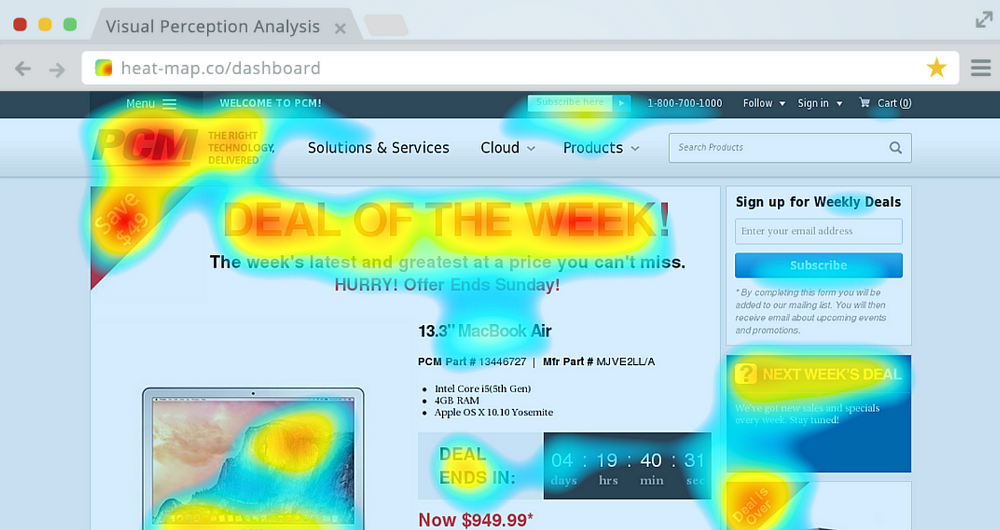 Visual Perception Analysis
heat-map.co/dashboard
Menu
WELCOME TO PCM!
Subscribe here
1-800-700-1000
Follow
Sign in
Cart (0)
PCM
THE RIGHT
TECHNOLOGY,
DELIVERED
Solutions & Services
Cloud
Products
Search Products
Save
$49
DEAL OF THE WEEK!
The week's latest and greatest at a price you can't miss.
HURRY! Offer Ends Sunday!
13.3" MacBook Air
PCM Part # 13446727 | Mfr Part # MJVE2LL/A
• Intel Core i5(5th Gen)
• 4GB RAM
• Apple OS X 10.10 Yosemite
DEAL
ENDS IN:
04 : 19 : 40 : 31
days hrs min sec
Now $949.99*
Sign up for Weekly Deals
Enter your email address
Subscribe
* By completing this form you will be
added to our mailing list. You will then
receive email about upcoming events
and promotions.
? NEXT WEEK'S DEAL
We've got new sales and specials
every week. Stay tuned!
Deal is
Over